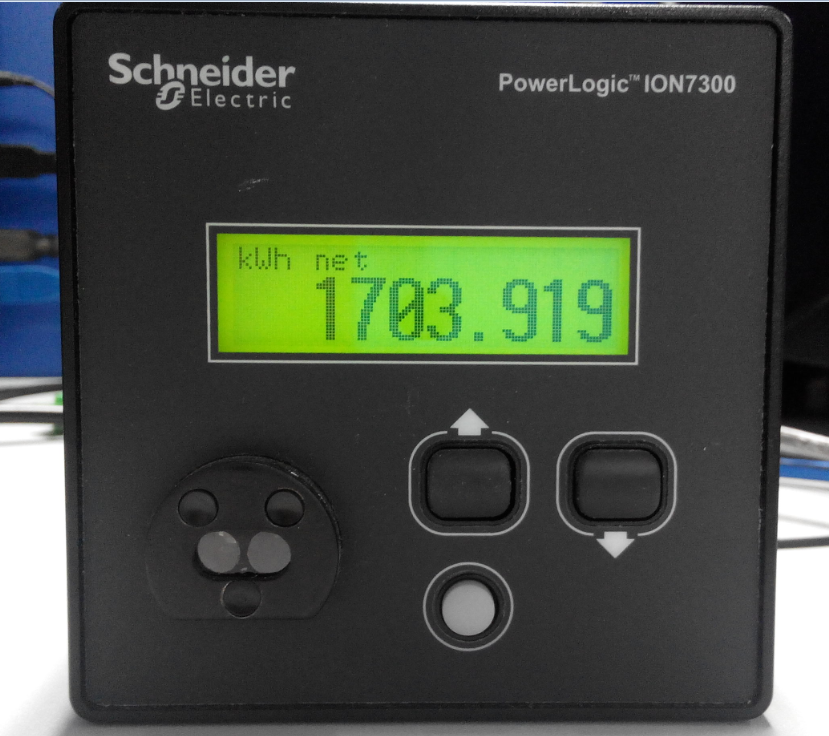 Schneider
Electric
PowerLogic™ ION7300
kWh net
1703.919